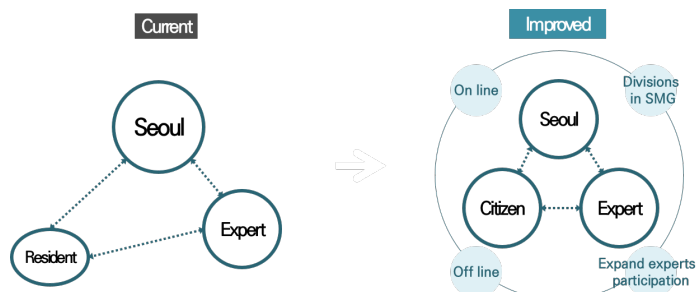 Current
Seoul
Expert
Resident
Improved
On line
Divisions
in SMG
Seoul
Citizen
Expert
Off line
Expand experts
participation